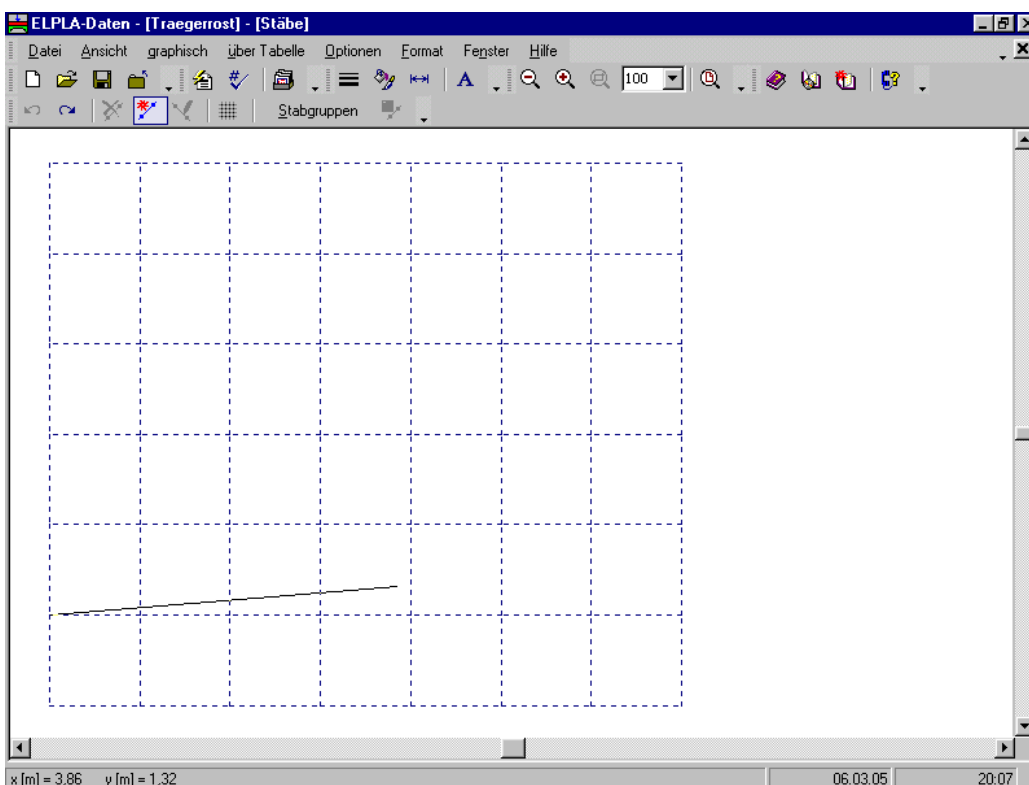 ELPLA-Daten - [Traegerrost] - [Stäbe]
Datei Ansicht graphisch über Tabelle Optionen Format Fenster Hilfe
A 100
Stabgruppen
x [m] = 3,86 y [m] = 1,32 06.03.05 20:07